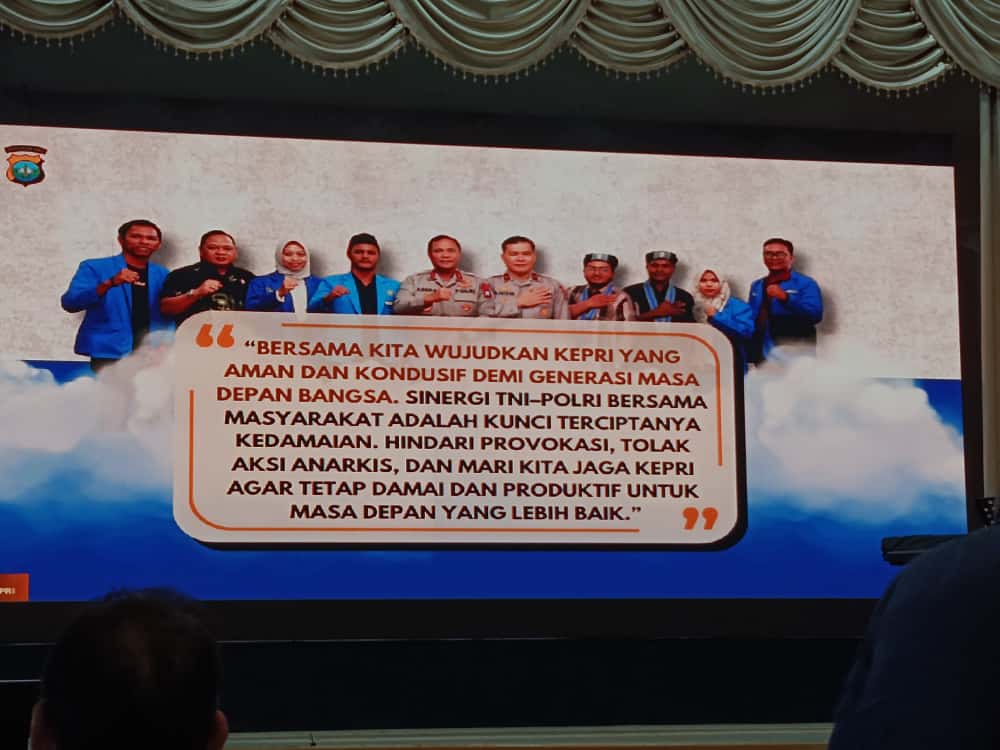 “BERSAMA KITA WUJUDKAN KEPRI YANG
AMAN DAN KONDUSIF DEMI GENERASI MASA
DEPAN BANGSA. SINERGI TNI–POLRI BERSAMA
MASYARAKAT ADALAH KUNCI TERCIPTANYA
KEDAMAIAN. HINDARI PROVOKASI, TOLAK
AKSI ANARKIS, DAN MARI KITA JAGA KEPRI
AGAR TETAP DAMAI DAN PRODUKTIF UNTUK
MASA DEPAN YANG LEBIH BAIK.”
PRI